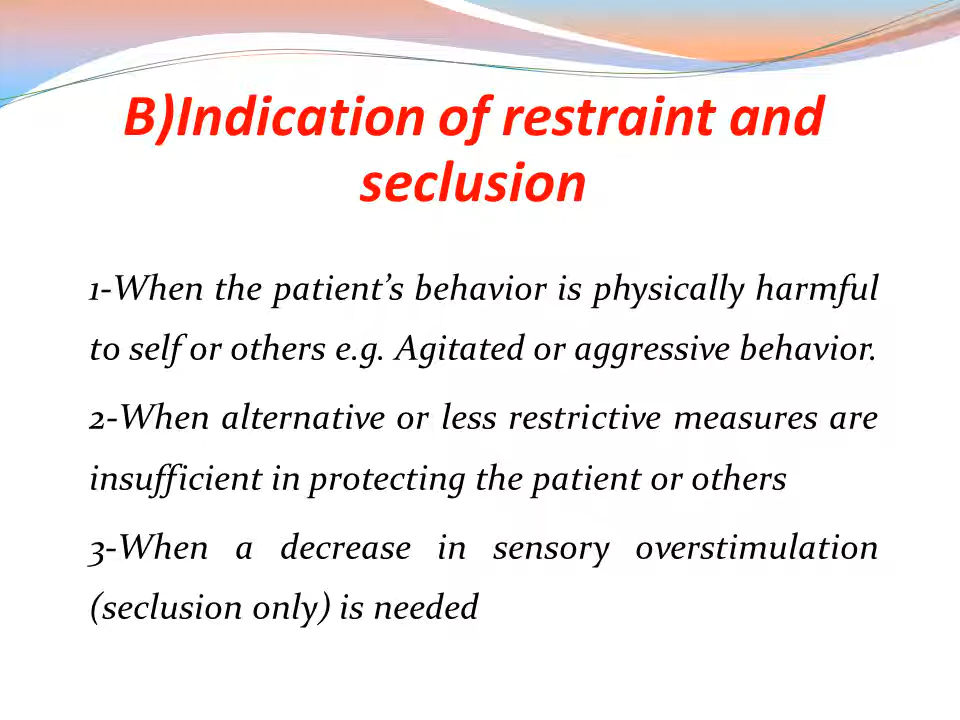 B)Indication of restraint and
seclusion
1-When the patient’s behavior is physically harmful
to self or others e.g. Agitated or aggressive behavior.
2-When alternative or less restrictive measures are
insufficient in protecting the patient or others
3-When a decrease in sensory overstimulation
(seclusion only) is needed